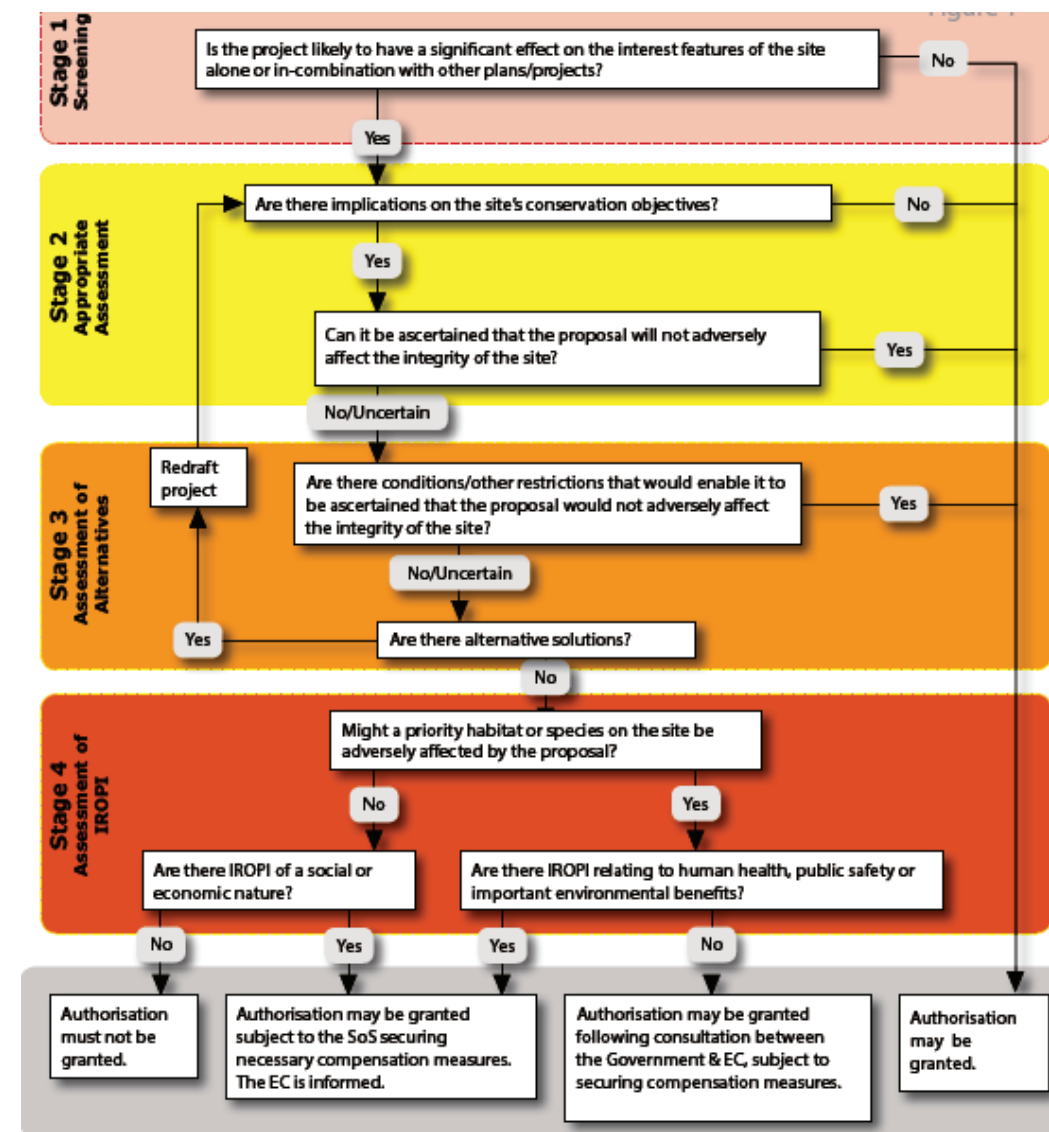 Figure 1
Stage 1
Screening
Is the project likely to have a significant effect on the interest features of the site
alone or in-combination with other plans/projects?
No
Yes
Stage 2
Appropriate
Assessment
Are there implications on the site's conservation objectives?
No
Yes
Can it be ascertained that the proposal will not adversely
affect the integrity of the site?
Yes
No/Uncertain
Stage 3
Assessment of
Alternatives
Redraft
project
Are there conditions/other restrictions that would enable it to
be ascertained that the proposal would not adversely affect
the integrity of the site?
Yes
No/Uncertain
Yes
Are there alternative solutions?
No
Stage 4
Assessment of
IROPI
Might a priority habitat or species on the site be
adversely affected by the proposal?
No
Yes
Are there IROPI of a social or
economic nature?
Are there IROPI relating to human health, public safety or
important environmental benefits?
No
Yes
Yes
No
Authorisation
must not be
granted.
Authorisation may be granted
subject to the SoS securing
necessary compensation measures.
The EC is informed.
Authorisation may be granted
following consultation between
the Government & EC, subject to
securing compensation measures.
Authorisation
may be
granted.